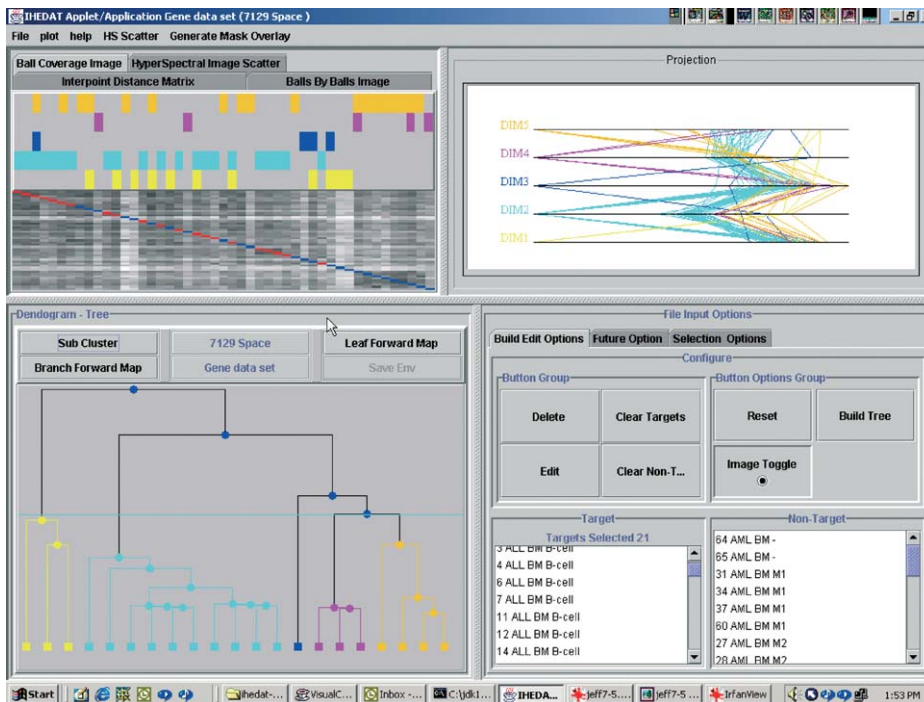 IHEDAT Applet/Application Gene data set (7129 Space )
File plot help HS Scatter Generate Mask Overlay
Ball Coverage Image HyperSpectral Image Scatter
Interpoint Distance Matrix Balls By Balls Image
Projection
DIM5
DIM4
DIM3
DIM2
DIM1
Dendogram - Tree
Sub Cluster 7129 Space Leaf Forward Map
Branch Forward Map Gene data set Save Env
File Input Options
Build Edit Options Future Option Selection Options
Configure
Button Group
Delete Clear Targets
Edit Clear Non-T...
Button Options Group
Reset Build Tree
Image Toggle
Target
Targets Selected 21
3 ALL BM B-cell
4 ALL BM B-cell
6 ALL BM B-cell
7 ALL BM B-cell
11 ALL BM B-cell
12 ALL BM B-cell
14 ALL BM B-cell
Non-Target
64 AML BM -
65 AML BM -
31 AML BM M1
34 AML BM M1
37 AML BM M1
60 AML BM M1
27 AML BM M2
28 AML BM M2
Start ihedat-... VisualC... Inbox -... C:\jdk1... IHEDA... jeff7-5.... jeff7-5 ... IrfanView 1:53 PM